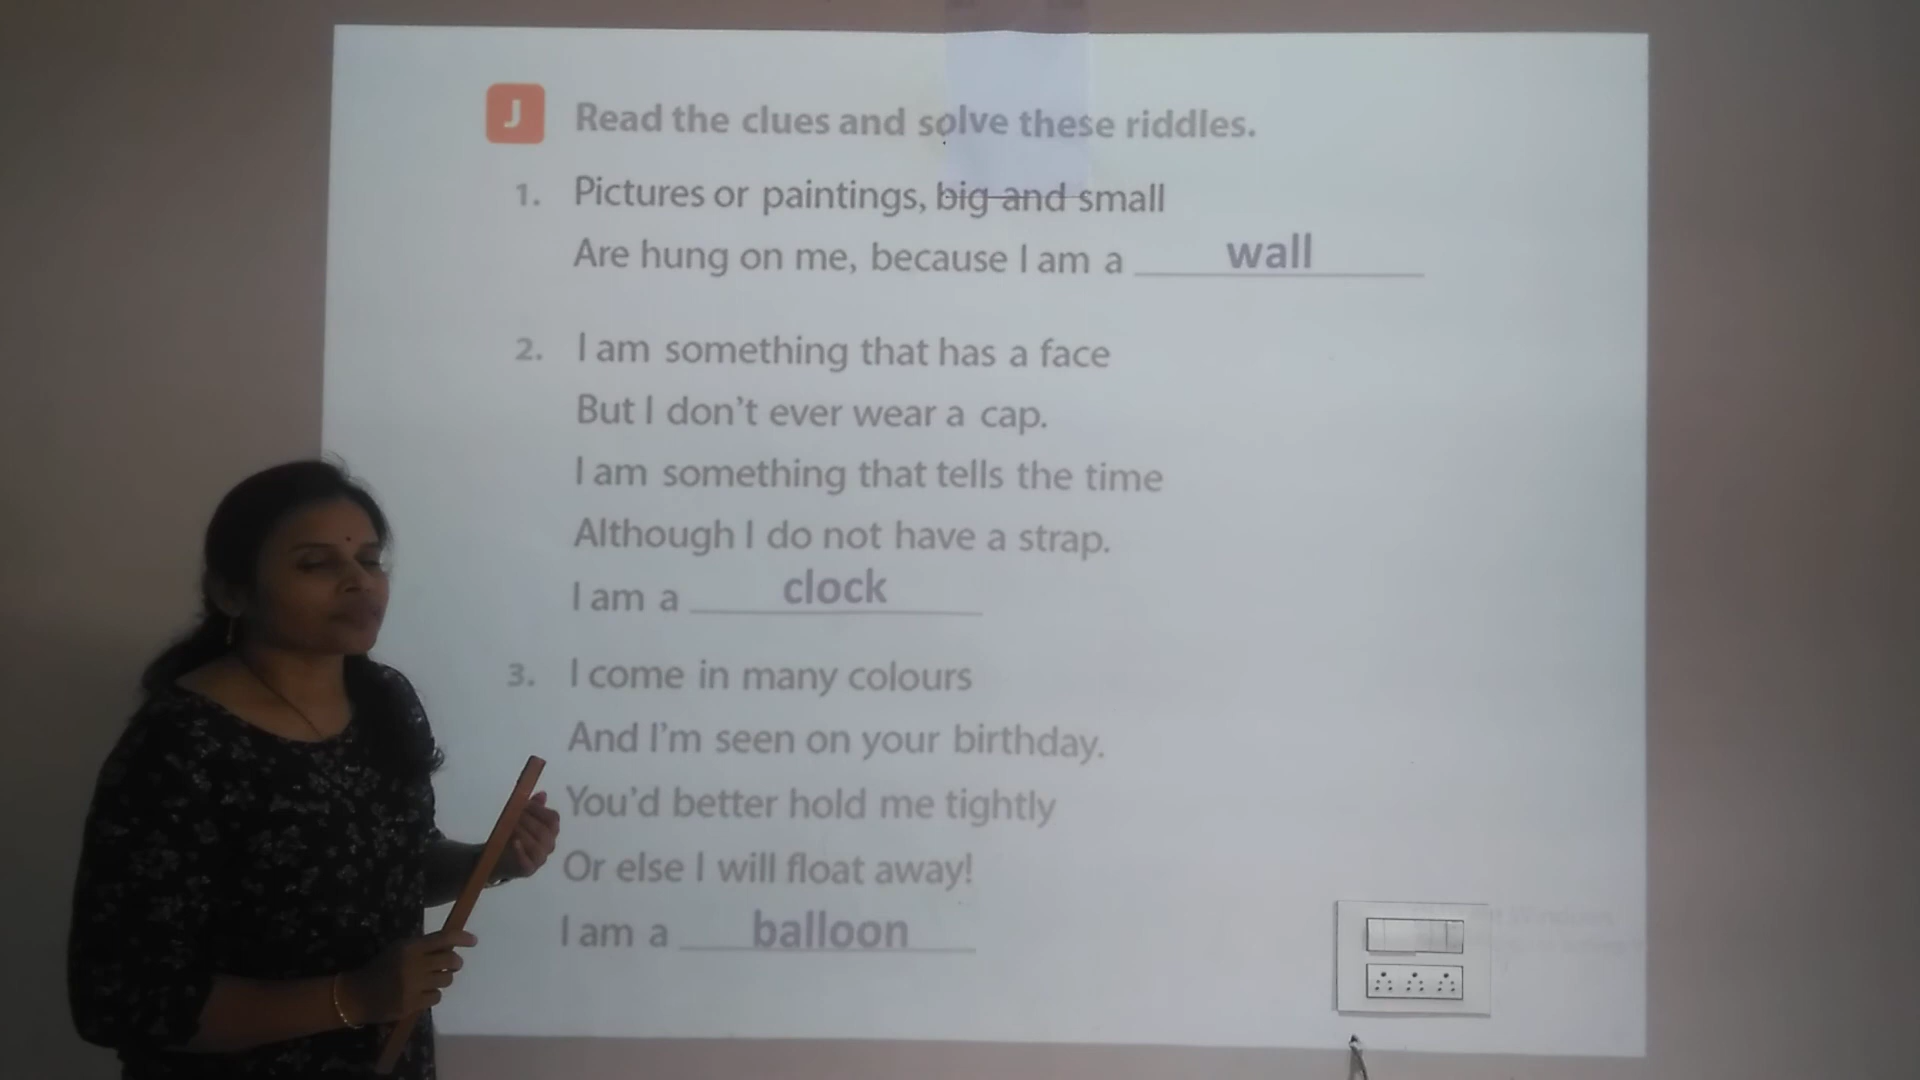 J Read the clues and solve these riddles.
1. Pictures or paintings, big and small
Are hung on me, because I am a wall
2. I am something that has a face
But I don't ever wear a cap.
I am something that tells the time
Although I do not have a strap.
I am a clock
3. I come in many colours
And I'm seen on your birthday.
You'd better hold me tightly
Or else I will float away!
I am a balloon